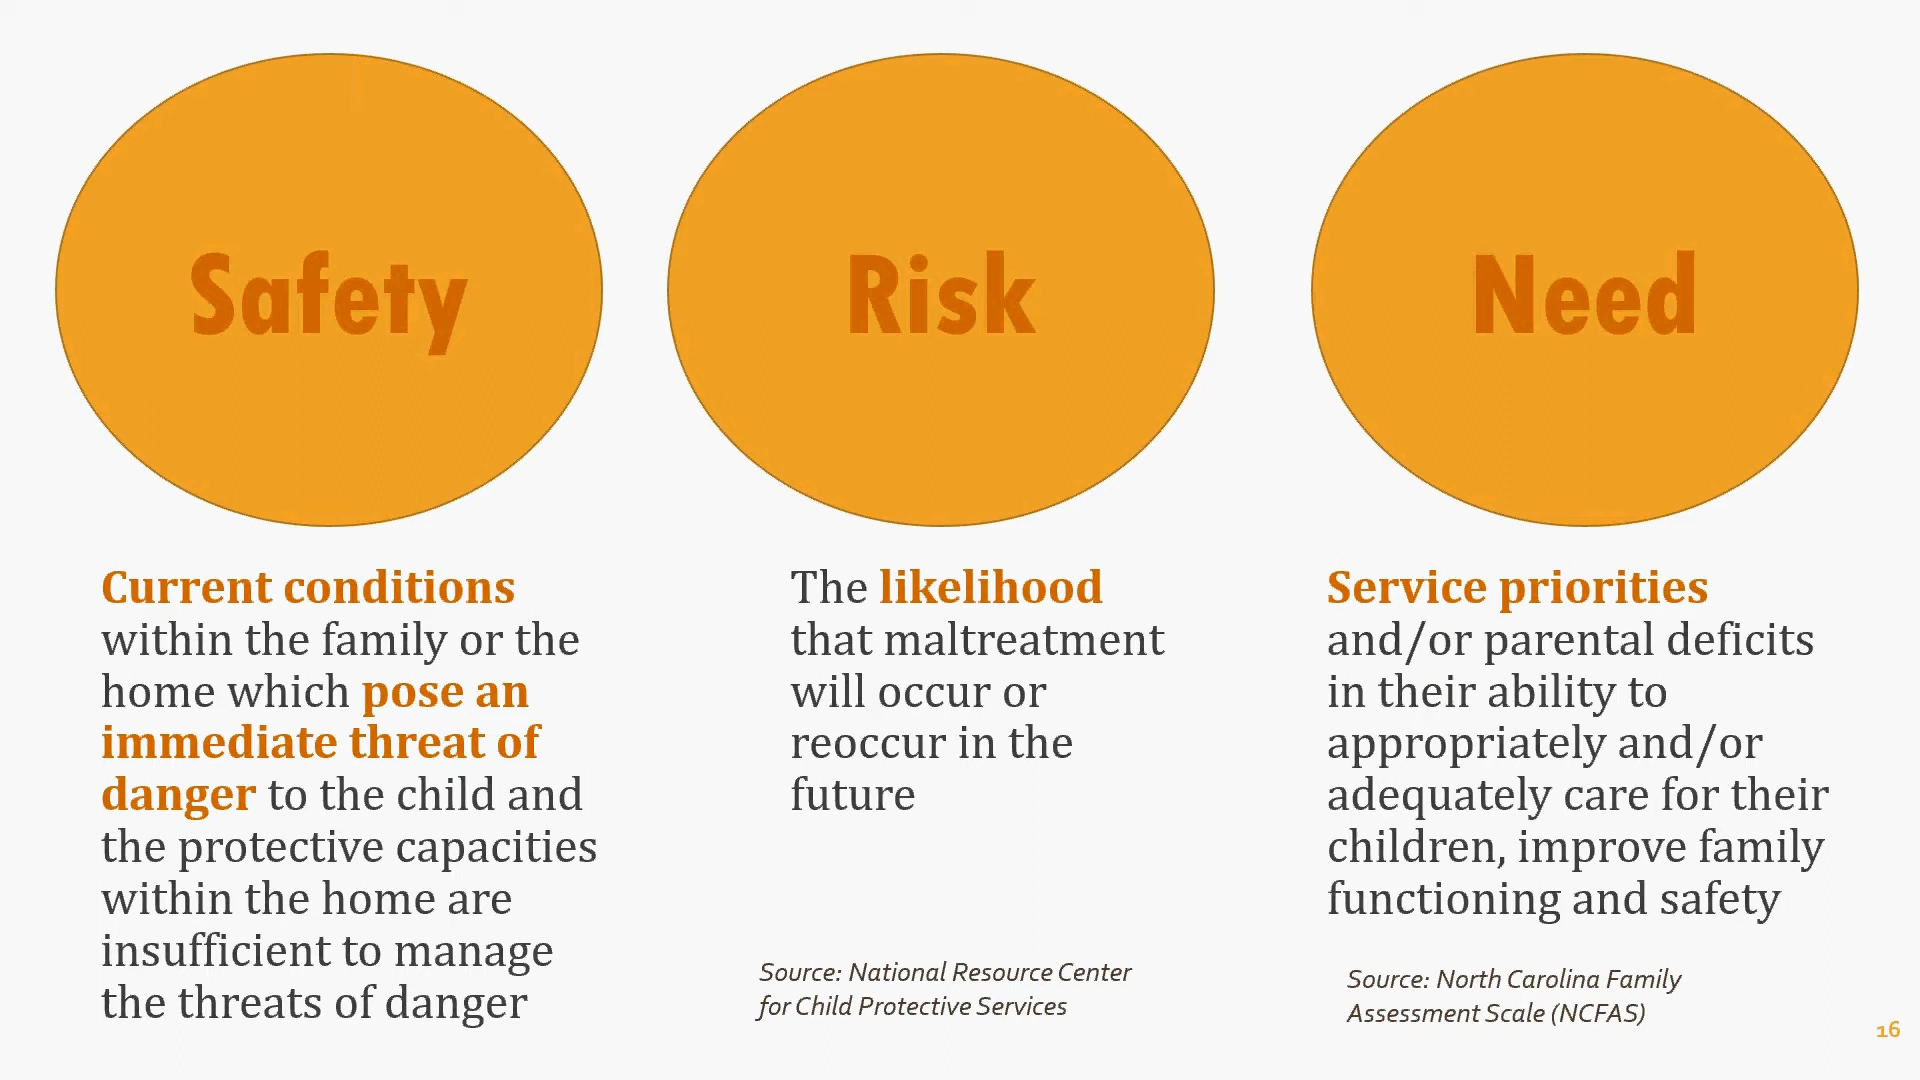 Safety
Current conditions
within the family or the
home which pose an
immediate threat of
danger to the child and
the protective capacities
within the home are
insufficient to manage
the threats of danger
Risk
The likelihood
that maltreatment
will occur or
reoccur in the
future
Source: National Resource Center
for Child Protective Services
Need
Service priorities
and/or parental deficits
in their ability to
appropriately and/or
adequately care for their
children, improve family
functioning and safety
Source: North Carolina Family
Assessment Scale (NCFAS)
16